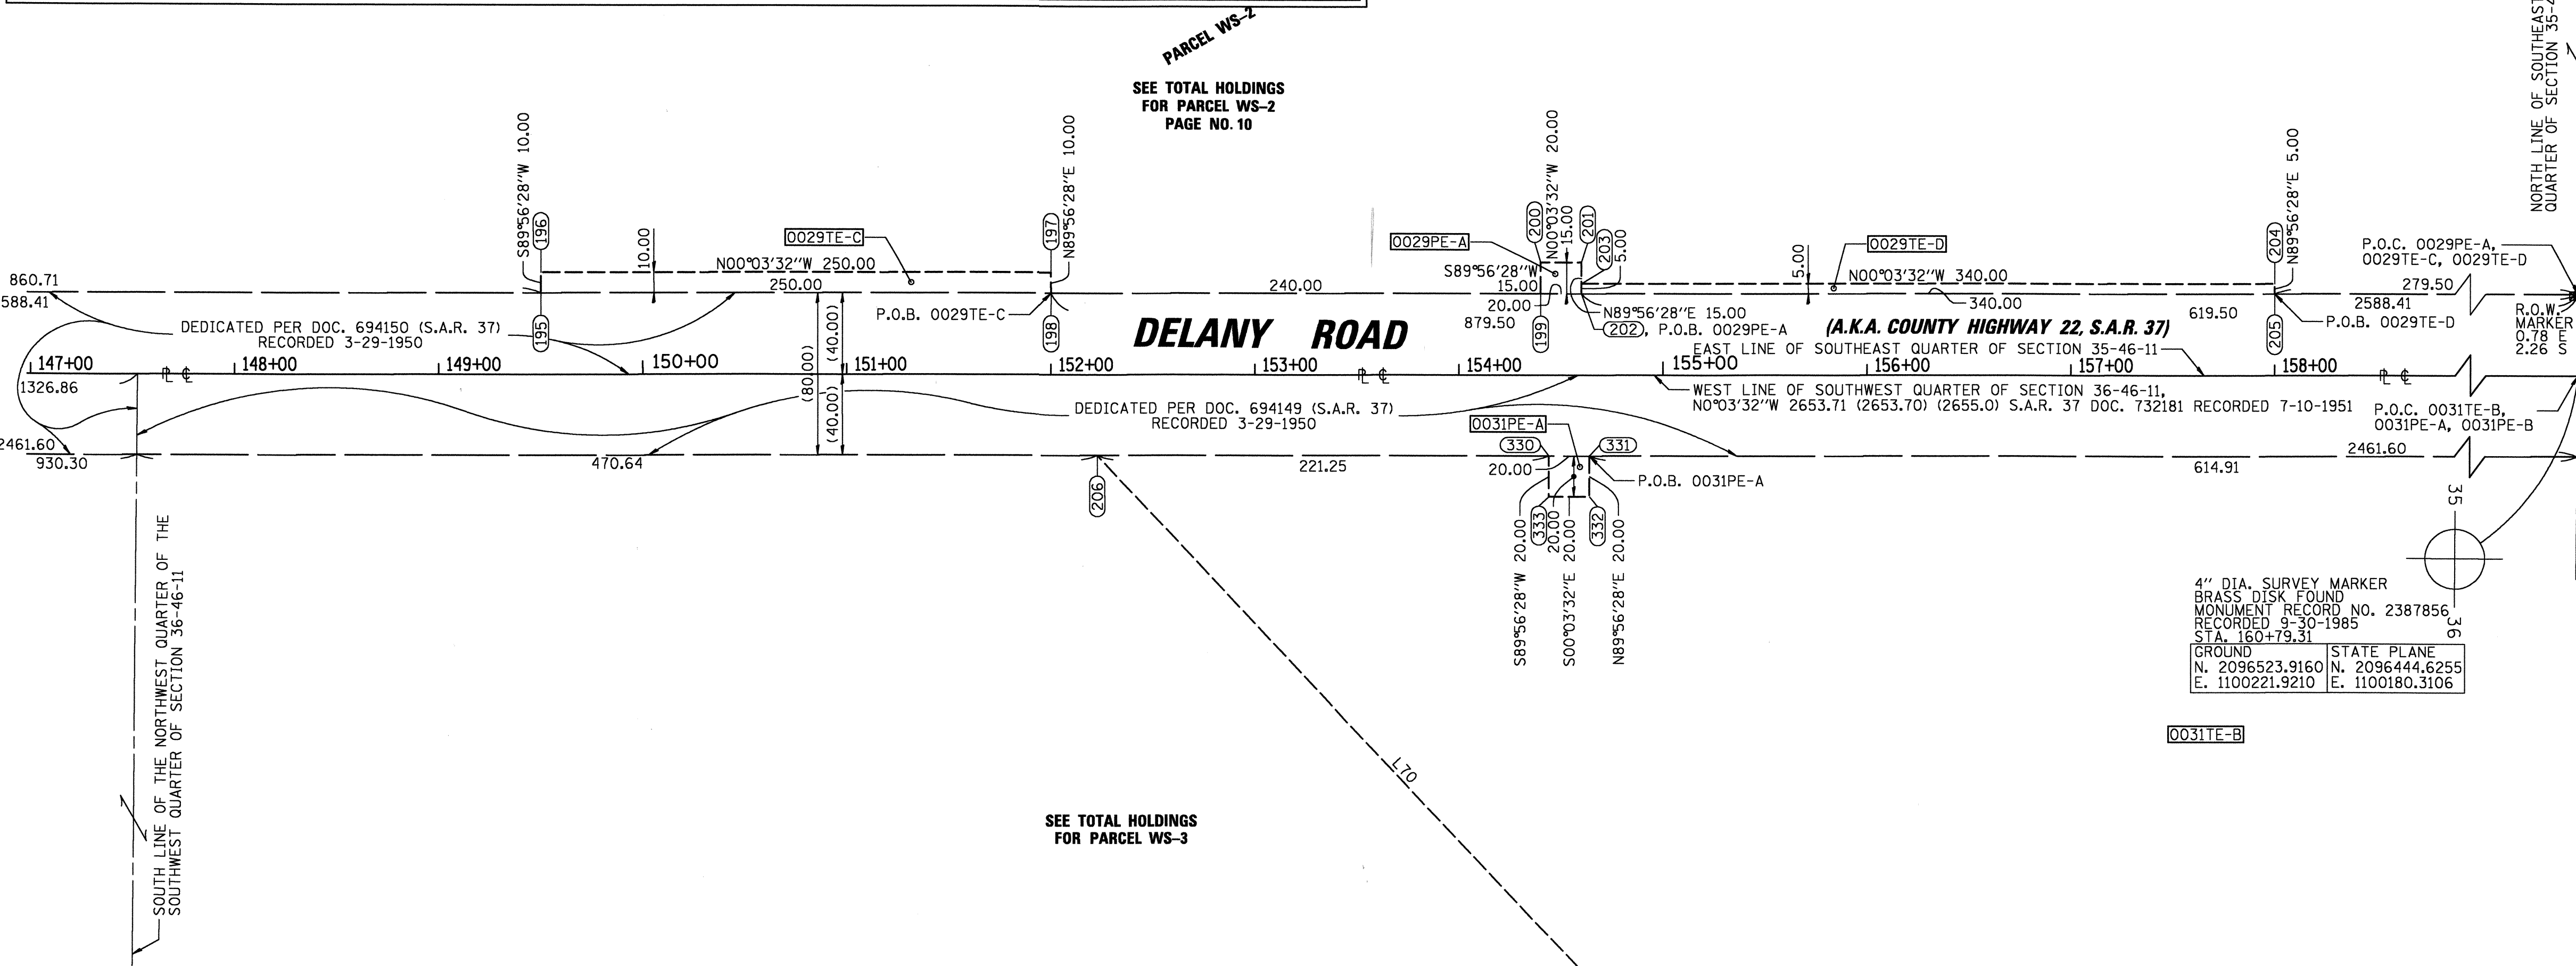 PARCEL WS-2
SEE TOTAL HOLDINGS
FOR PARCEL WS-2
PAGE NO. 10
NORTH LINE OF SOUTHEAST
QUARTER OF SECTION 35-4
S89°56'28"W 10.00
196
10.00
0029TE-C
197
N89°56'28"E 10.00
N00°03'32"W 250.00
250.00
860.71
588.41
DEDICATED PER DOC. 694150 (S.A.R. 37)
RECORDED 3-29-1950
195
P.O.B. 0029TE-C
198
240.00
0029PE-A
200
N00°03'32"W 20.00
15.00
201
203
5.00
S89°56'28"W
15.00
20.00
879.50
199
N89°56'28"E 15.00
202, P.O.B. 0029PE-A
5.00
0029TE-D
N00°03'32"W 340.00
340.00
619.50
204
N89°56'28"E 5.00
205
P.O.B. 0029TE-D
P.O.C. 0029PE-A,
0029TE-C, 0029TE-D
279.50
2588.41
R.O.W.
MARKER
0.78 E
2.26 S
DELANY ROAD
(A.K.A. COUNTY HIGHWAY 22, S.A.R. 37)
EAST LINE OF SOUTHEAST QUARTER OF SECTION 35-46-11
(40.00)
(80.00)
(40.00)
147+00
148+00
149+00
150+00
151+00
152+00
153+00
154+00
155+00
156+00
157+00
158+00
1326.86
WEST LINE OF SOUTHWEST QUARTER OF SECTION 36-46-11,
N0°03'32"W 2653.71 (2653.70) (2655.0) S.A.R. 37 DOC. 732181 RECORDED 7-10-1951
DEDICATED PER DOC. 694149 (S.A.R. 37)
RECORDED 3-29-1950
P.O.C. 0031TE-B,
0031PE-A, 0031PE-B
2461.60
930.30
470.64
206
221.25
0031PE-A
330
331
20.00
P.O.B. 0031PE-A
614.91
2461.60
S89°56'28"W 20.00
333
20.00
S00°03'32"E 20.00
332
N89°56'28"E 20.00
35
36
4" DIA. SURVEY MARKER
BRASS DISK FOUND
MONUMENT RECORD NO. 2387856
RECORDED 9-30-1985
STA. 160+79.31
GROUND STATE PLANE
N. 2096523.9160 N. 2096444.6255
E. 1100221.9210 E. 1100180.3106
0031TE-B
SOUTH LINE OF THE NORTHWEST QUARTER OF THE
SOUTHWEST QUARTER OF SECTION 36-46-11
L70
SEE TOTAL HOLDINGS
FOR PARCEL WS-3